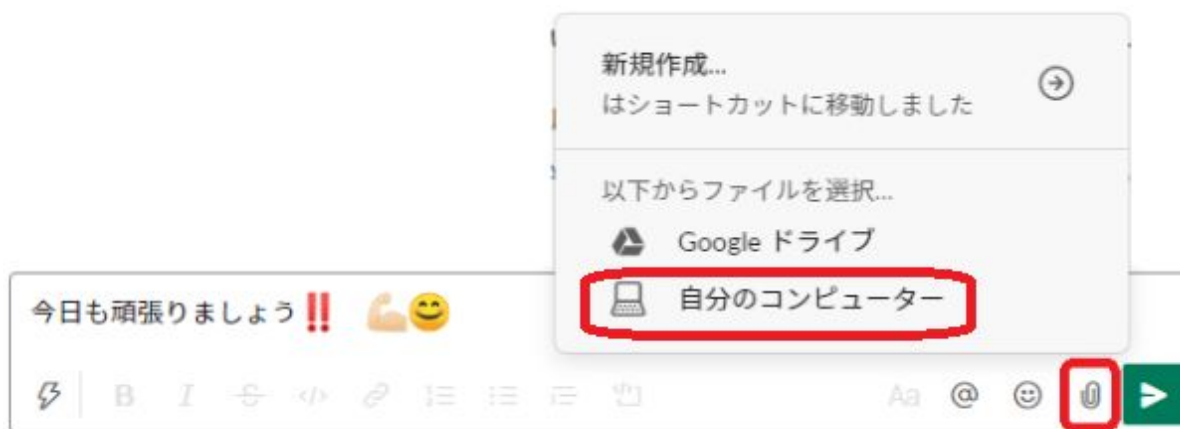 新規作成...
はショートカットに移動しました
以下からファイルを選択...
Google ドライブ
自分のコンピューター
今日も頑張りましょう‼️ 💪🏻😊
B I S </> Aa @